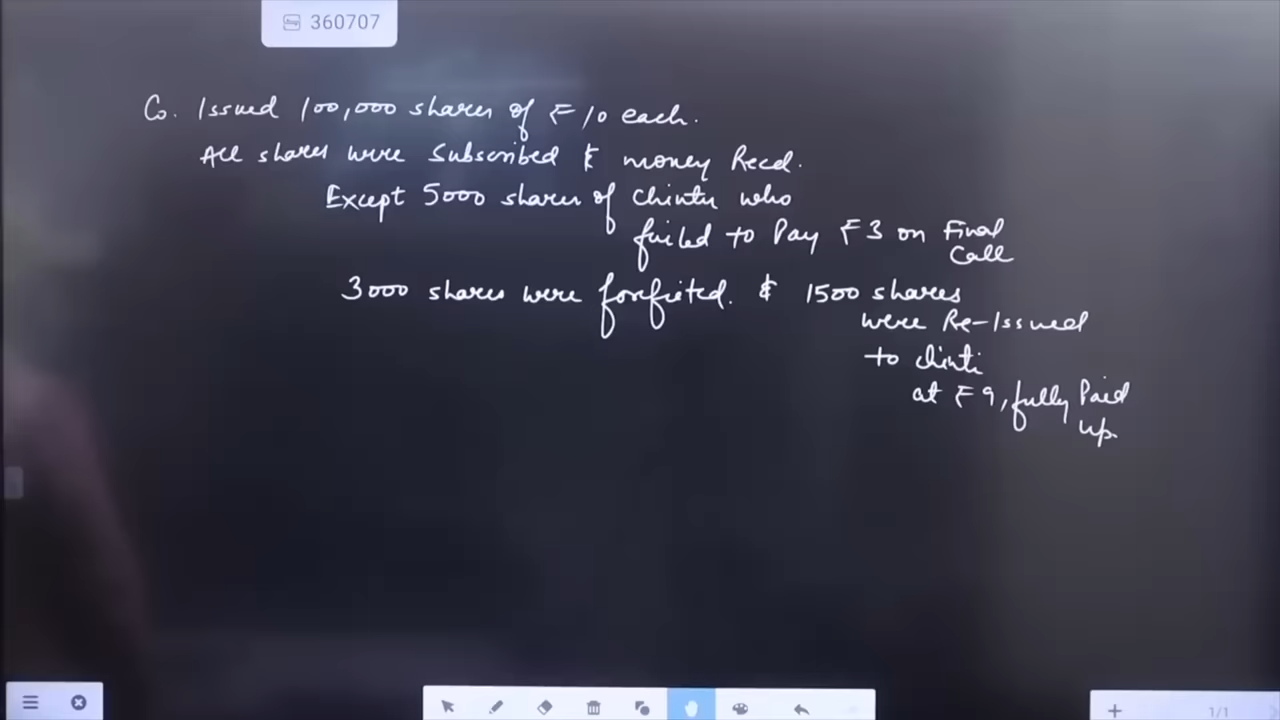 360707
Co. Issued 100,000 shares of ₹10 each.
All shares were Subscribed & money Recd.
Except 5000 shares of Chintu who
failed to Pay ₹3 on Final
Call
3000 shares were forefieted. & 1500 shares
were Re-Issued
to chinti
at ₹9, fully Paid
up.
1/1